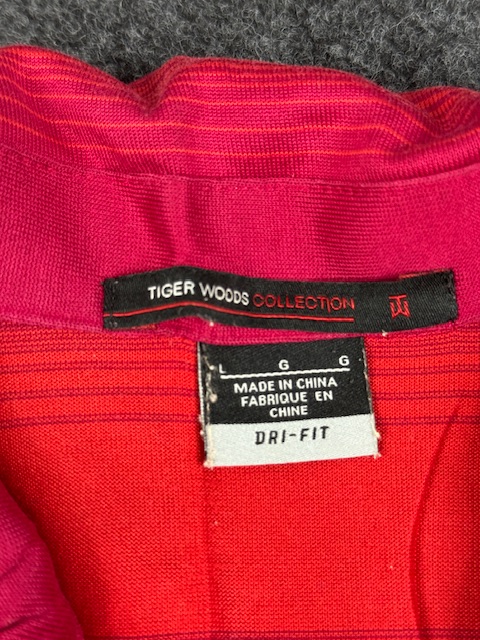 TIGER WOODS COLLECTION TW
L G G
MADE IN CHINA
FABRIQUE EN
CHINE
DRI-FIT